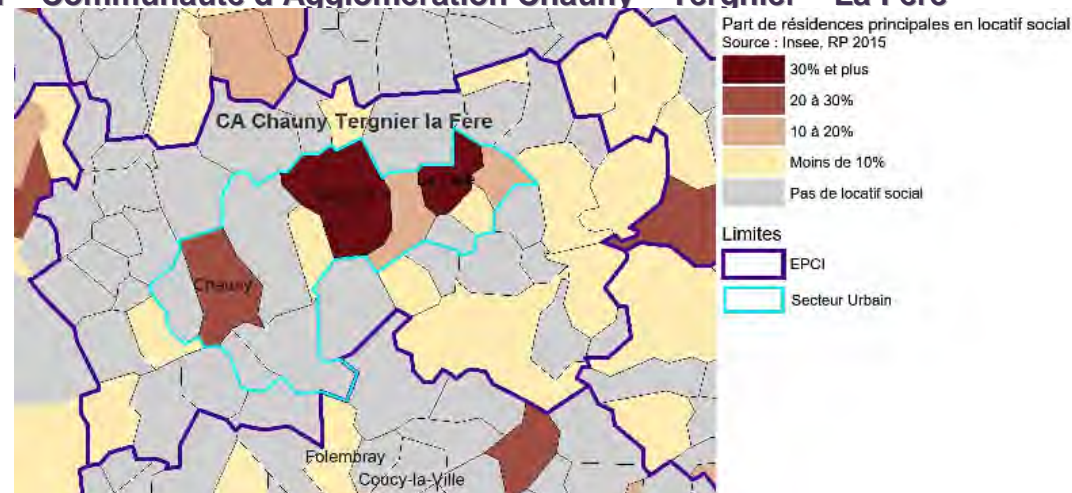 Communauté d'Agglomération Chauny – Tergnier – La Fère
Part de résidences principales en locatif social
Source : Insee, RP 2015
30% et plus
20 à 30%
10 à 20%
Moins de 10%
Pas de locatif social
Limites
EPCI
Secteur Urbain
CA Chauny Tergnier la Fère
Chauny
Folembray
Coucy-la-Ville